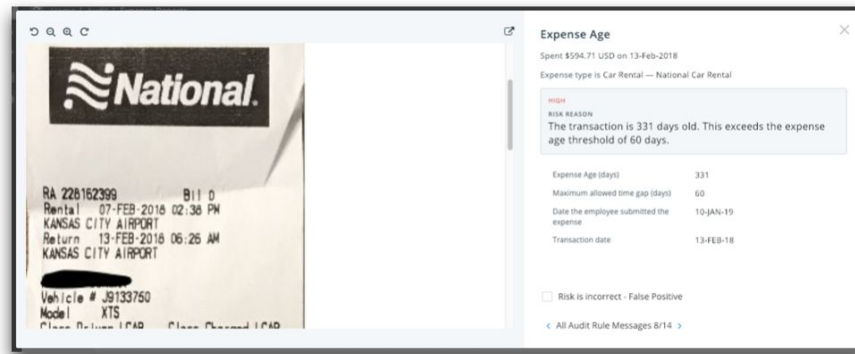 National.
RA 228162399 Bil 0
Rental 07-FEB-2018 02:38 PM
KANSAS CITY AIRPORT
Return 13-FEB-2018 06:26 AM
KANSAS CITY AIRPORT
Vehicle # J9133750
Model XTS
Expense Age
Spent $594.71 USD on 13-Feb-2018
Expense type is Car Rental — National Car Rental
HIGH
RISK REASON
The transaction is 331 days old. This exceeds the expense
age threshold of 60 days.
Expense Age (days) 331
Maximum allowed time gap (days) 60
Date the employee submitted the 10-JAN-19
expense
Transaction date 13-FEB-18
Risk is incorrect - False Positive
All Audit Rule Messages 8/14